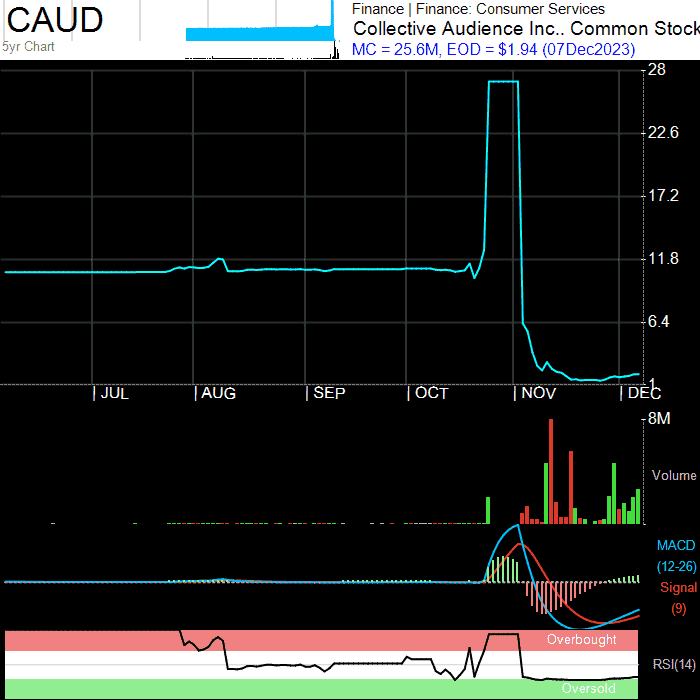 CAUD
5yr Chart
Finance | Finance: Consumer Services
Collective Audience Inc.. Common Stock
MC = 25.6M, EOD = $1.94 (07Dec2023)
28
22.6
17.2
11.8
6.4
1
| JUL | AUG | SEP | OCT | NOV | DEC
8M
Volume
MACD
(12-26)
Signal
(9)
Overbought
RSI(14)
Oversold